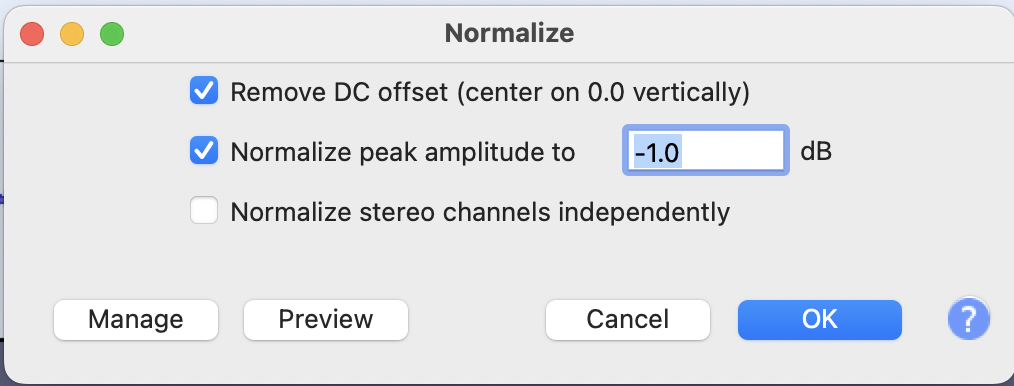 Normalize
Remove DC offset (center on 0.0 vertically)
Normalize peak amplitude to -1.0 dB
Normalize stereo channels independently
Manage Preview Cancel OK ?